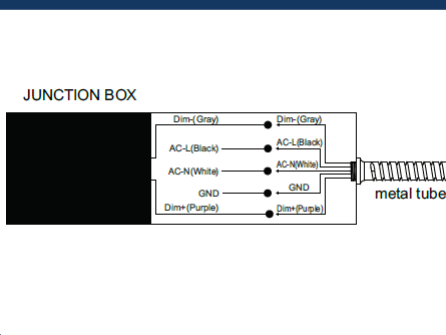 JUNCTION BOX
Dim-(Gray) Dim-(Gray)
AC-L(Black) AC-L(Black)
AC-N(White) AC-N(White)
GND GND
Dim+(Purple) Dim+(Purple)
metal tube